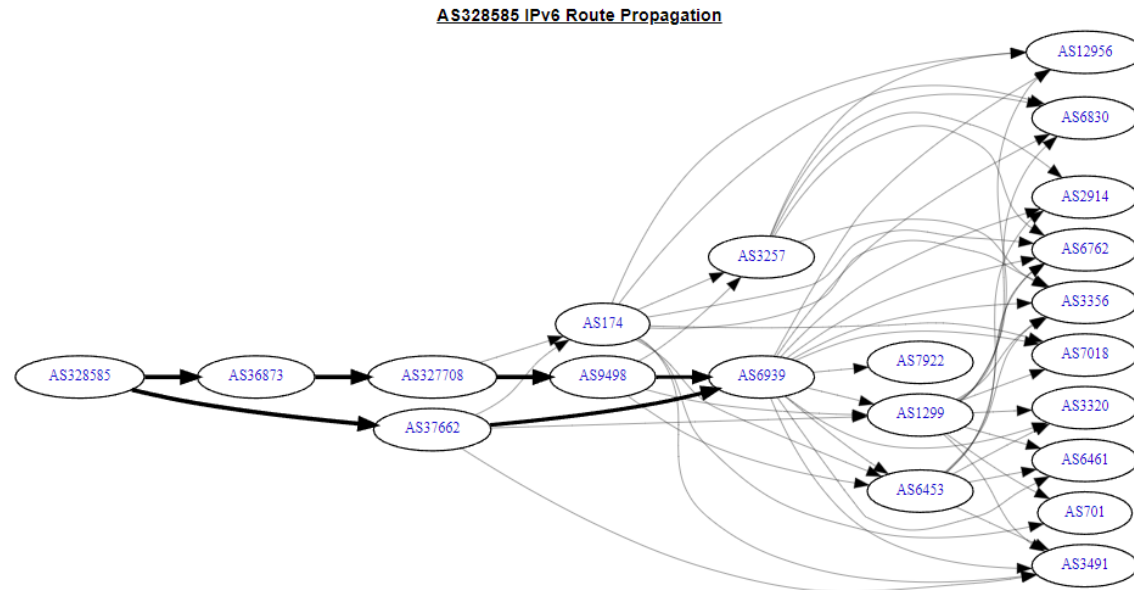 AS328585 IPv6 Route Propagation
AS12956
AS6830
AS2914
AS6762
AS3257
AS3356
AS174
AS7018
AS7922
AS328585
AS36873
AS327708
AS9498
AS6939
AS3320
AS1299
AS37662
AS6461
AS6453
AS701
AS3491